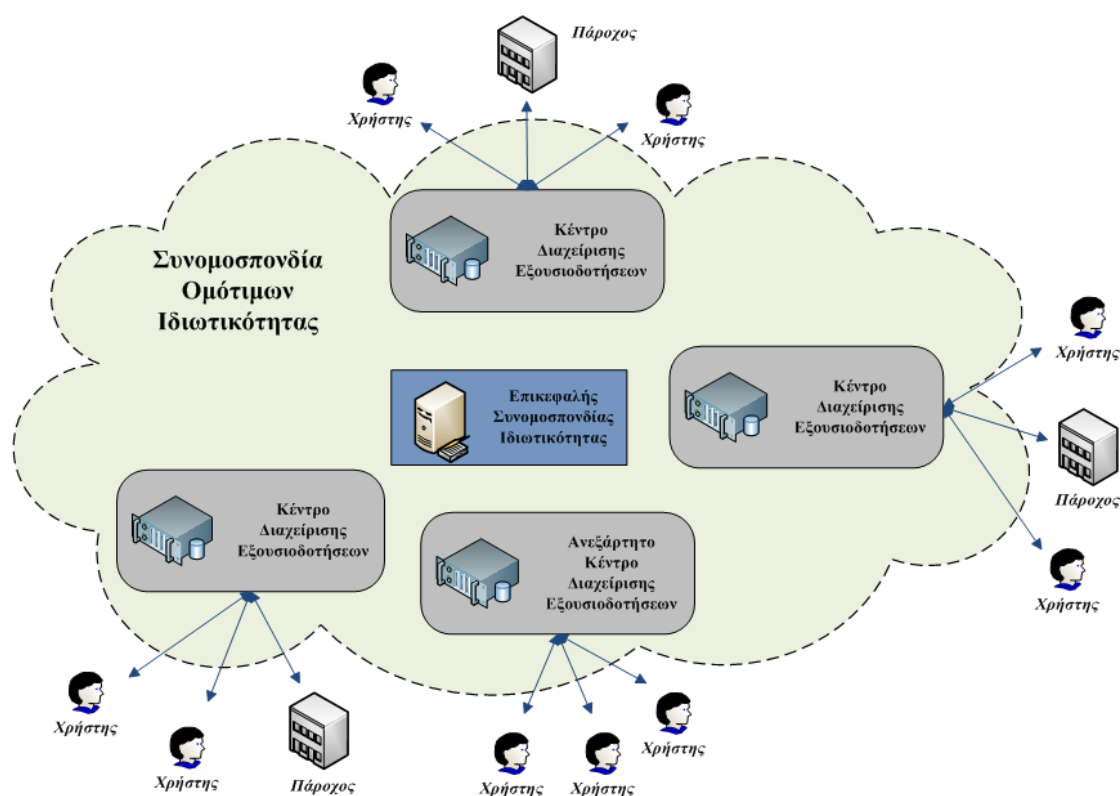 Πάροχος
Χρήστης
Χρήστης
Κέντρο
Διαχείρισης
Εξουσιοδοτήσεων
Συνομοσπονδία
Ομότιμων
Ιδιωτικότητας
Χρήστης
Επικεφαλής
Συνομοσπονδίας
Ιδιωτικότητας
Κέντρο
Διαχείρισης
Εξουσιοδοτήσεων
Πάροχος
Κέντρο
Διαχείρισης
Εξουσιοδοτήσεων
Ανεξάρτητο
Κέντρο
Διαχείρισης
Εξουσιοδοτήσεων
Χρήστης
Χρήστης
Χρήστης
Πάροχος
Χρήστης
Χρήστης
Χρήστης